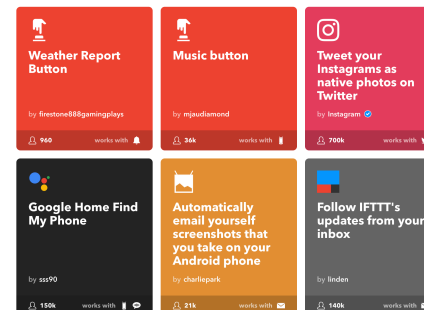 Weather Report
Button
by firestone888gamingplays
960 works with
Music button
by mjaudiamond
36k works with
Tweet your
Instagrams as
native photos on
Twitter
by Instagram
700k works with
Google Home Find
My Phone
by sss90
150k works with
Automatically
email yourself
screenshots that
you take on your
Android phone
by charliepark
21k works with
Follow IFTTT's
updates from your
inbox
by linden
140k works with